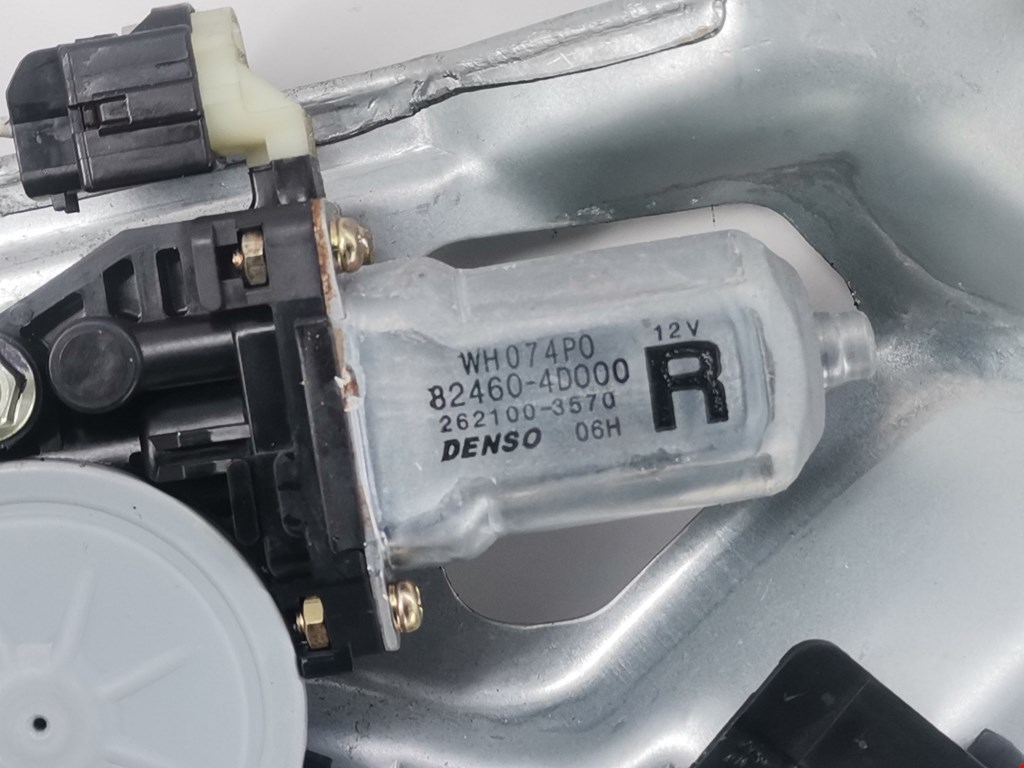 12V
WH074P0
82460-4D000
R
262100-3570
DENSO 06H